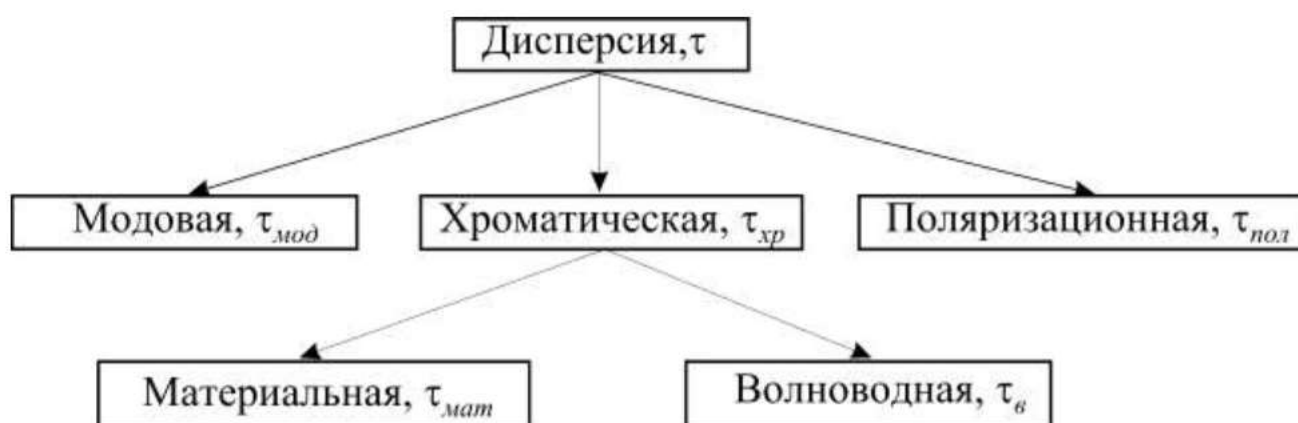 Дисперсия,τ
Модовая, τмод
Хроматическая, τхр
Поляризационная, τпол
Материальная, τмат
Волноводная, τв